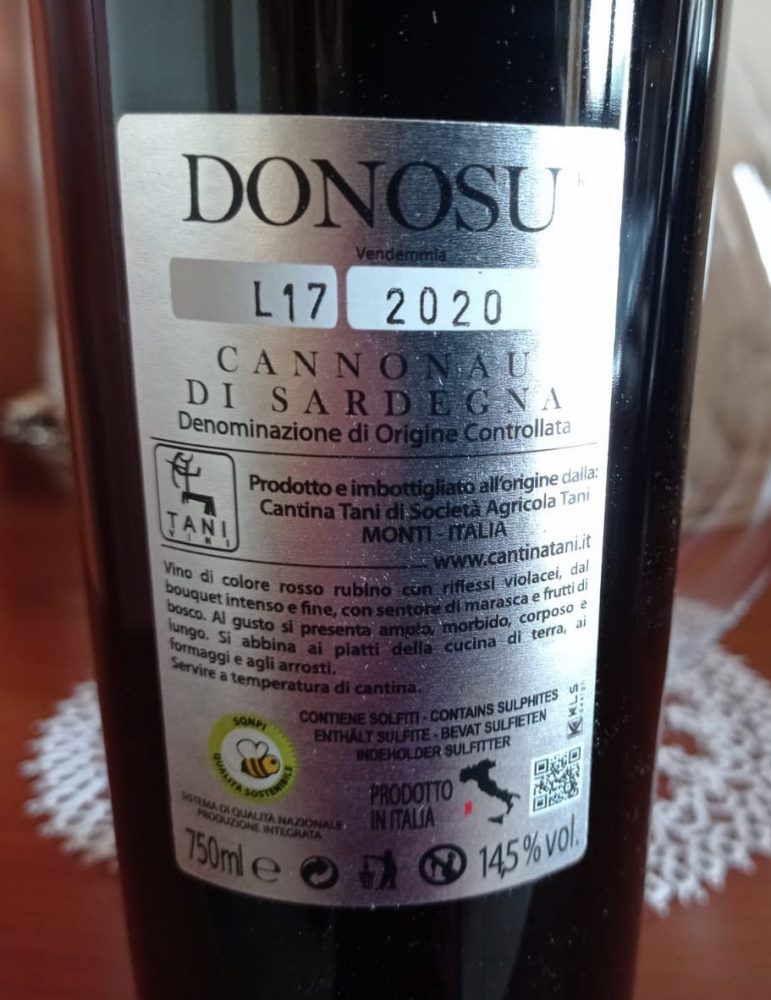 DONOSU
Vendemmia
L17 2020
CANNONAU
DI SARDEGNA
Denominazione di Origine Controllata
TANI
VINI
Prodotto e imbottigliato all'origine dalla:
Cantina Tani di Società Agricola Tani
MONTI - ITALIA
www.cantinatani.it
Vino di colore rosso rubino con riflessi violacei, dal
bouquet intenso e fine, con sentore di marasca e frutti di
bosco. Al gusto si presenta ampio, morbido, corposo e
lungo. Si abbina ai piatti della cucina di terra, ai
formaggi e agli arrosti.
Servire a temperatura di cantina.
CONTIENE SOLFITI - CONTAINS SULPHITES
ENTHÄLT SULFITE - BEVAT SULFIETEN
INDEHOLDER SULFITTER
SQNPI
QUALITÀ SOSTENIBILE
SISTEMA DI QUALITÀ NAZIONALE
PRODUZIONE INTEGRATA
PRODOTTO
IN ITALIA
750ml e 14,5% vol.